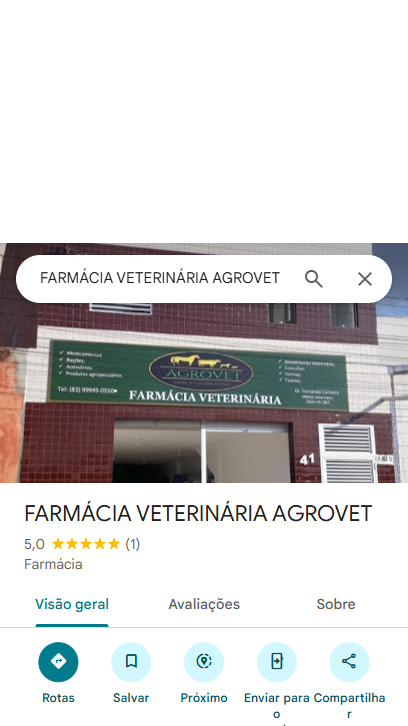 FARMÁCIA VETERINÁRIA AGROVET
✓ Medicamentos
✓ Rações;
✓ Acessórios;
✓ Produtos agropecuários
Tel: (83) 99945-0550
AGROVET
FARMÁCIA VETERINÁRIA
✓ Atendimento Veterinário;
✓ Consultas;
✓ Vacinas;
✓ Testes
Dr. Fernando Carneiro
41
FARMÁCIA VETERINÁRIA AGROVET
5,0 ★★★★★ (1)
Farmácia
Visão geral Avaliações Sobre
Rotas Salvar Próximo Enviar para o Compartilhar